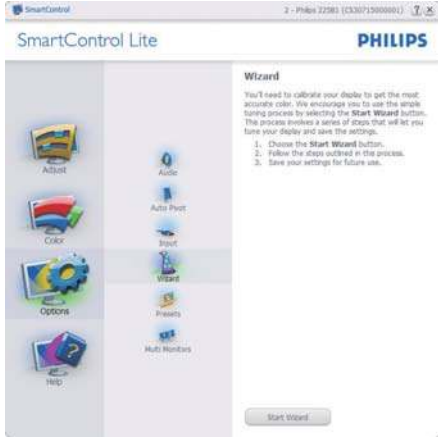 SmartControl
2 - Philips 225B1 (CS30715000001) ? X
SmartControl Lite
PHILIPS
Adjust
Color
Options
Help
Audio
Auto Pivot
Input
Wizard
Presets
Multi Monitors
Wizard
You'll need to calibrate your display to get the most
accurate color. We encourage you to use the simple
tuning process by selecting the Start Wizard button.
The process involves a series of steps that will let you
tune your display and save the settings.
1. Choose the Start Wizard button.
2. Follow the steps outlined in the process.
3. Save your settings for future use.
Start Wizard